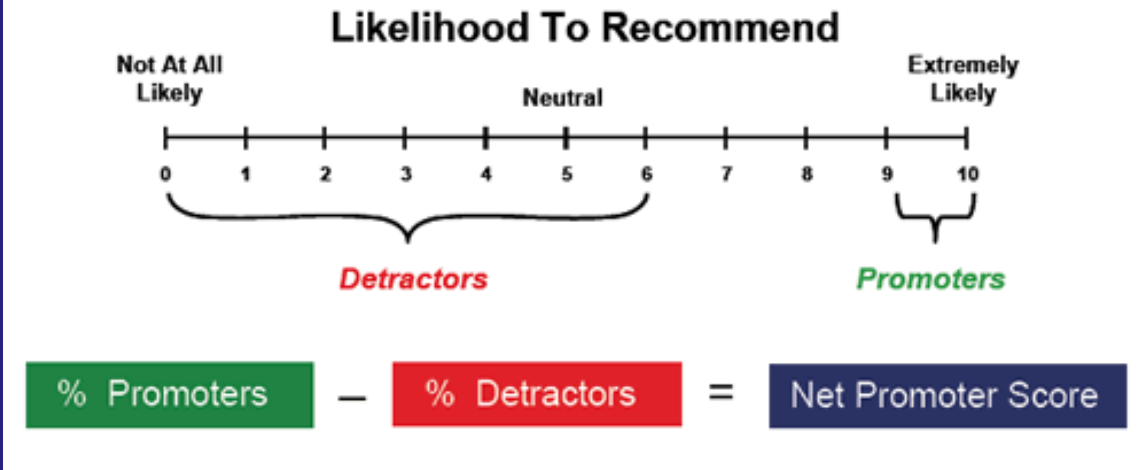 Likelihood To Recommend
Not At All
Likely
Neutral
Extremely
Likely
0 1 2 3 4 5 6 7 8 9 10
Detractors
Promoters
% Promoters – % Detractors = Net Promoter Score